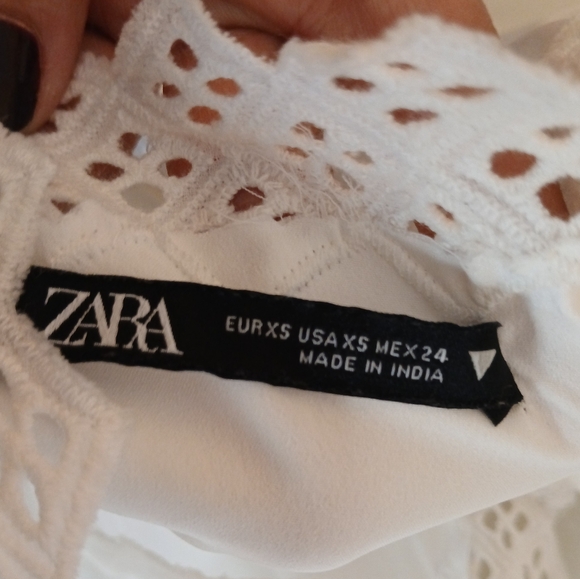 ZARA
EUR XS USA XS MEX 24
MADE IN INDIA